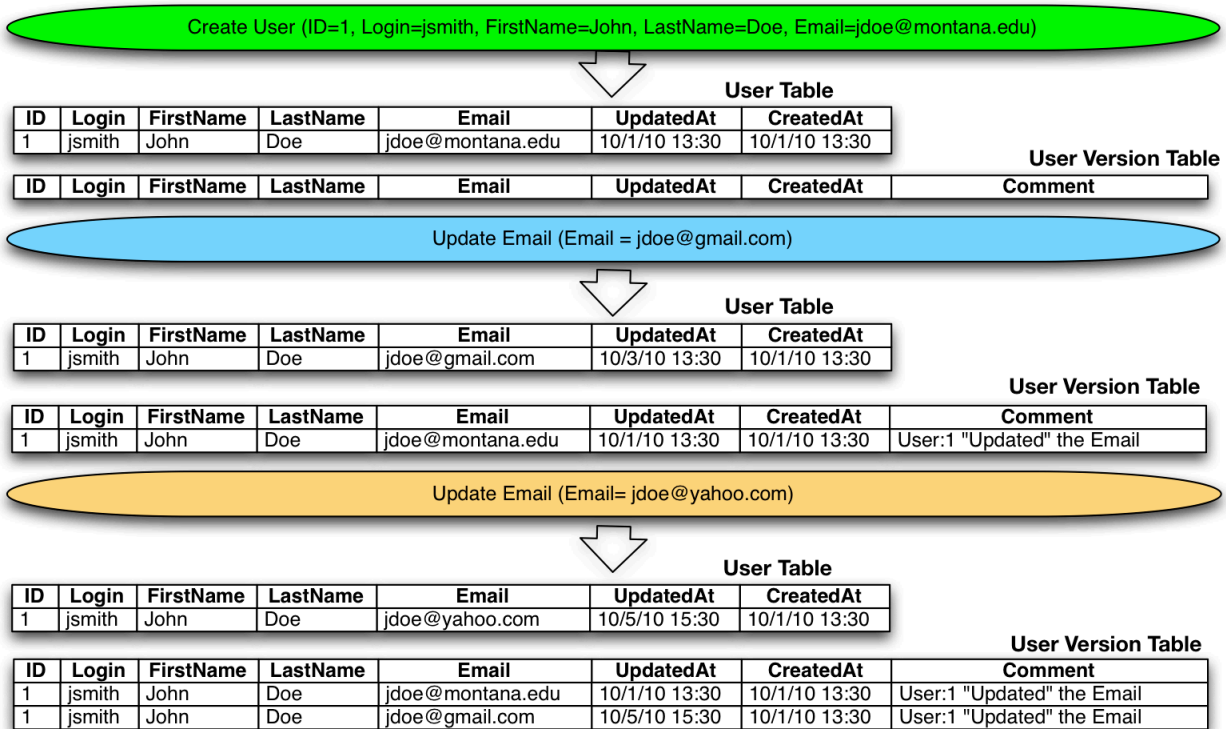 Create User (ID=1, Login=jsmith, FirstName=John, LastName=Doe, Email=jdoe@montana.edu)
User Table
ID Login FirstName LastName Email UpdatedAt CreatedAt
1 jsmith John Doe jdoe@montana.edu 10/1/10 13:30 10/1/10 13:30
User Version Table
ID Login FirstName LastName Email UpdatedAt CreatedAt Comment
Update Email (Email = jdoe@gmail.com)
User Table
ID Login FirstName LastName Email UpdatedAt CreatedAt
1 jsmith John Doe jdoe@gmail.com 10/3/10 13:30 10/1/10 13:30
User Version Table
ID Login FirstName LastName Email UpdatedAt CreatedAt Comment
1 jsmith John Doe jdoe@montana.edu 10/1/10 13:30 10/1/10 13:30 User:1 "Updated" the Email
Update Email (Email= jdoe@yahoo.com)
User Table
ID Login FirstName LastName Email UpdatedAt CreatedAt
1 jsmith John Doe jdoe@yahoo.com 10/5/10 15:30 10/1/10 13:30
User Version Table
ID Login FirstName LastName Email UpdatedAt CreatedAt Comment
1 jsmith John Doe jdoe@montana.edu 10/1/10 13:30 10/1/10 13:30 User:1 "Updated" the Email
1 jsmith John Doe jdoe@gmail.com 10/5/10 15:30 10/1/10 13:30 User:1 "Updated" the Email